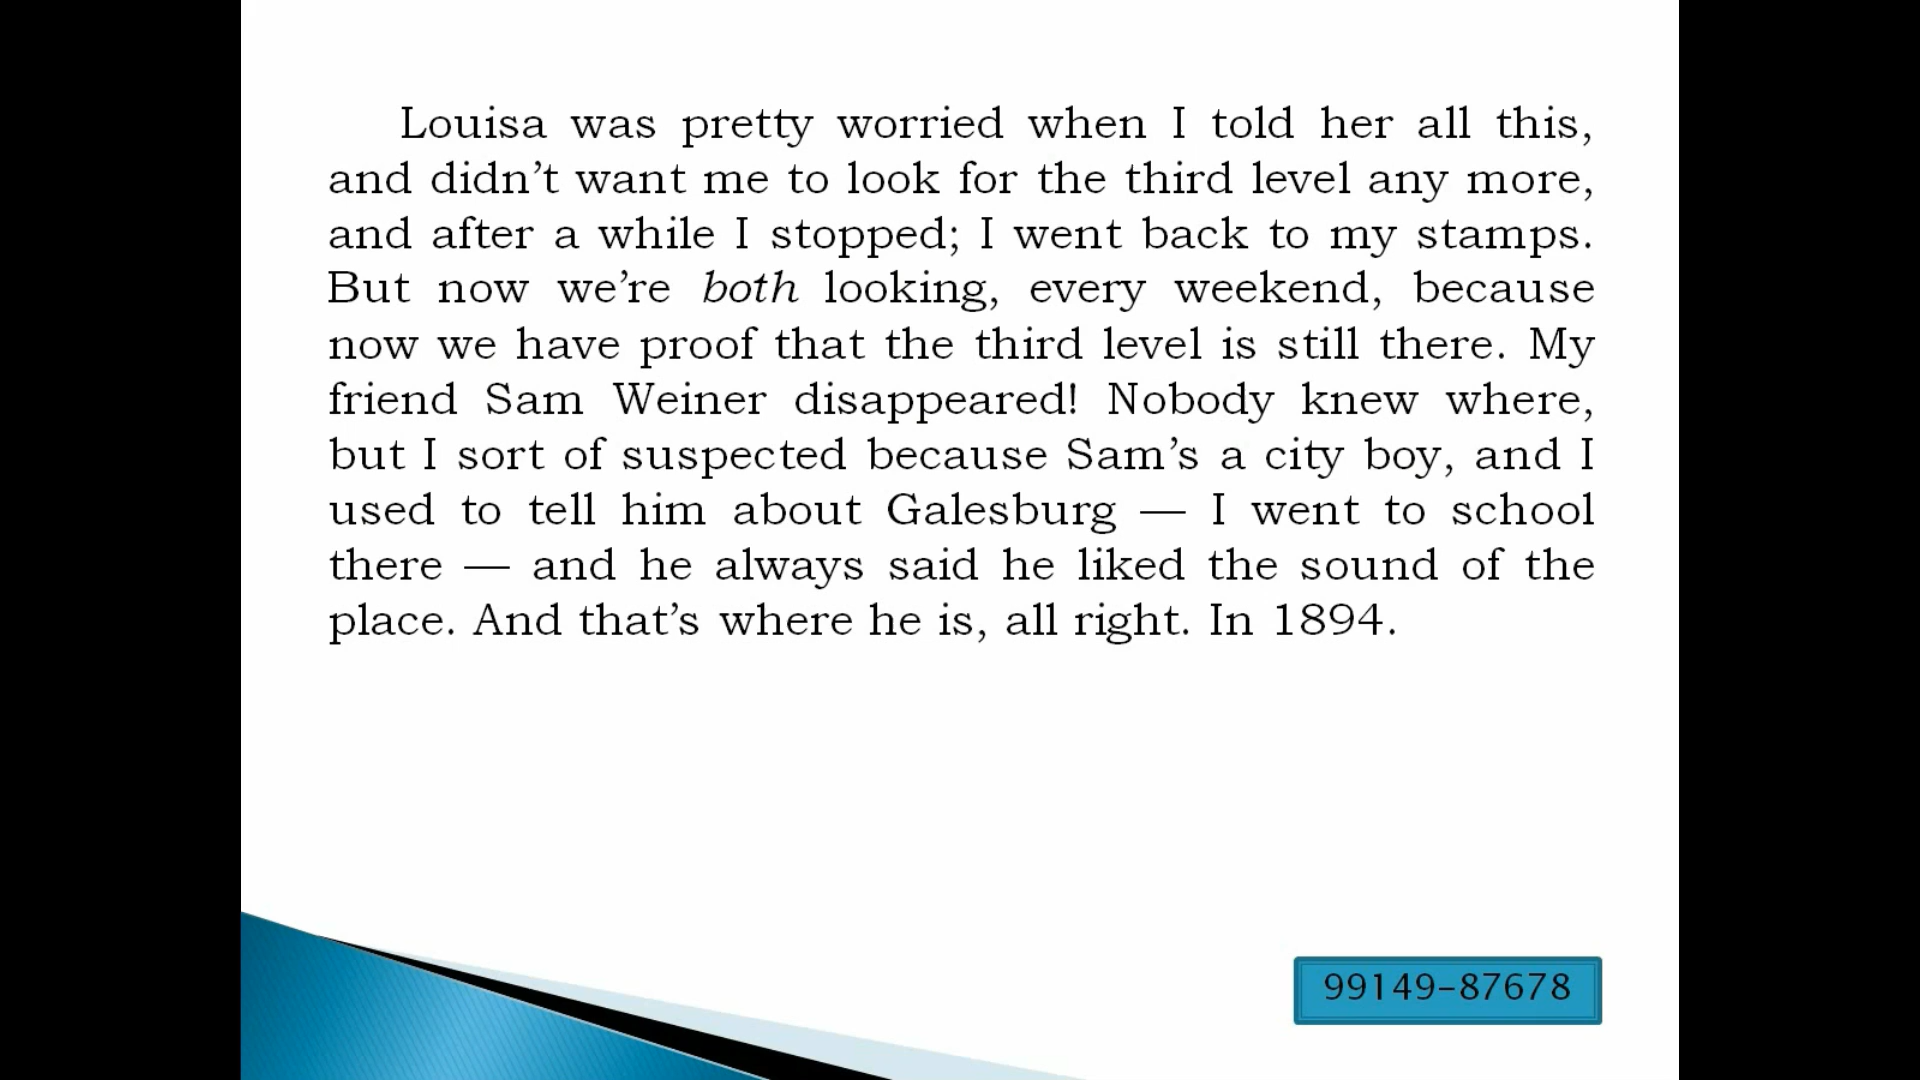 Louisa was pretty worried when I told her all this,
and didn’t want me to look for the third level any more,
and after a while I stopped; I went back to my stamps.
But now we’re both looking, every weekend, because
now we have proof that the third level is still there. My
friend Sam Weiner disappeared! Nobody knew where,
but I sort of suspected because Sam’s a city boy, and I
used to tell him about Galesburg — I went to school
there — and he always said he liked the sound of the
place. And that’s where he is, all right. In 1894.
99149-87678